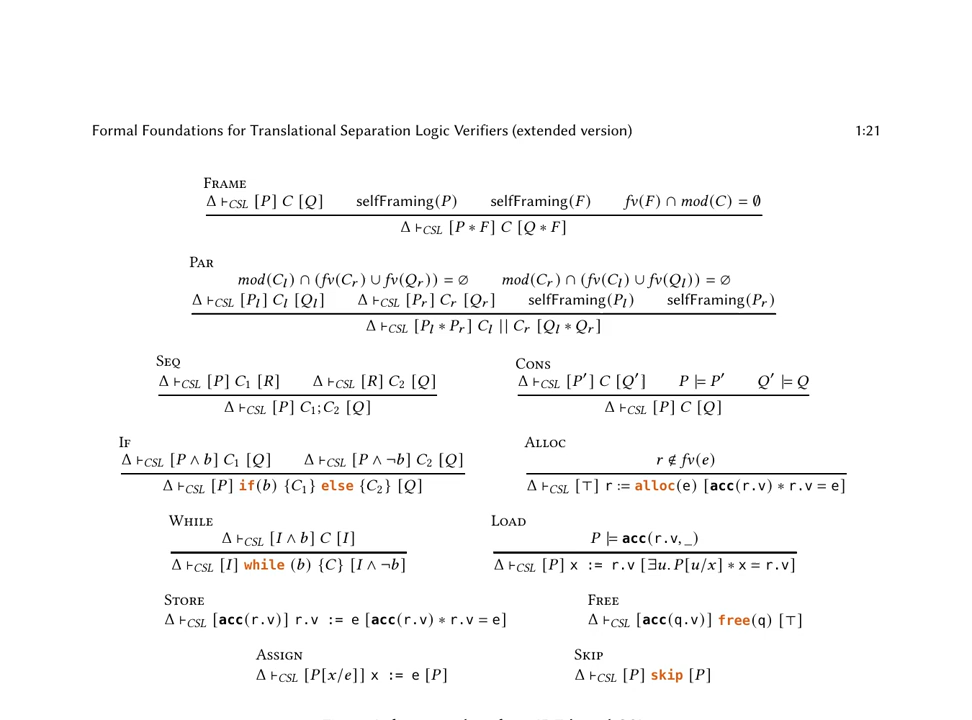 Formal Foundations for Translational Separation Logic Verifiers (extended version) 1:21
Frame
Δ ⊢CSL [P] C [Q] selfFraming(P) selfFraming(F) fv(F) ∩ mod(C) = ∅
Δ ⊢CSL [P ∗ F] C [Q ∗ F]
Par
mod(Cl) ∩ (fv(Cr) ∪ fv(Qr)) = ∅ mod(Cr) ∩ (fv(Cl) ∪ fv(Ql)) = ∅
Δ ⊢CSL [Pl] Cl [Ql] Δ ⊢CSL [Pr] Cr [Qr] selfFraming(Pl) selfFraming(Pr)
Δ ⊢CSL [Pl ∗ Pr] Cl || Cr [Ql ∗ Qr]
Seq
Δ ⊢CSL [P] C1 [R] Δ ⊢CSL [R] C2 [Q]
Δ ⊢CSL [P] C1;C2 [Q]
Cons
Δ ⊢CSL [P′] C [Q′] P ⊨ P′ Q′ ⊨ Q
Δ ⊢CSL [P] C [Q]
If
Δ ⊢CSL [P ∧ b] C1 [Q] Δ ⊢CSL [P ∧ ¬b] C2 [Q]
Δ ⊢CSL [P] if(b) {C1} else {C2} [Q]
Alloc
r ∉ fv(e)
Δ ⊢CSL [⊤] r := alloc(e) [acc(r.v) ∗ r.v = e]
While
Δ ⊢CSL [I ∧ b] C [I]
Δ ⊢CSL [I] while (b) {C} [I ∧ ¬b]
Load
P ⊨ acc(r.v, _)
Δ ⊢CSL [P] x := r.v [∃u. P[u/x] ∗ x = r.v]
Store
Δ ⊢CSL [acc(r.v)] r.v := e [acc(r.v) ∗ r.v = e]
Free
Δ ⊢CSL [acc(q.v)] free(q) [⊤]
Assign
Δ ⊢CSL [P[x/e]] x := e [P]
Skip
Δ ⊢CSL [P] skip [P]